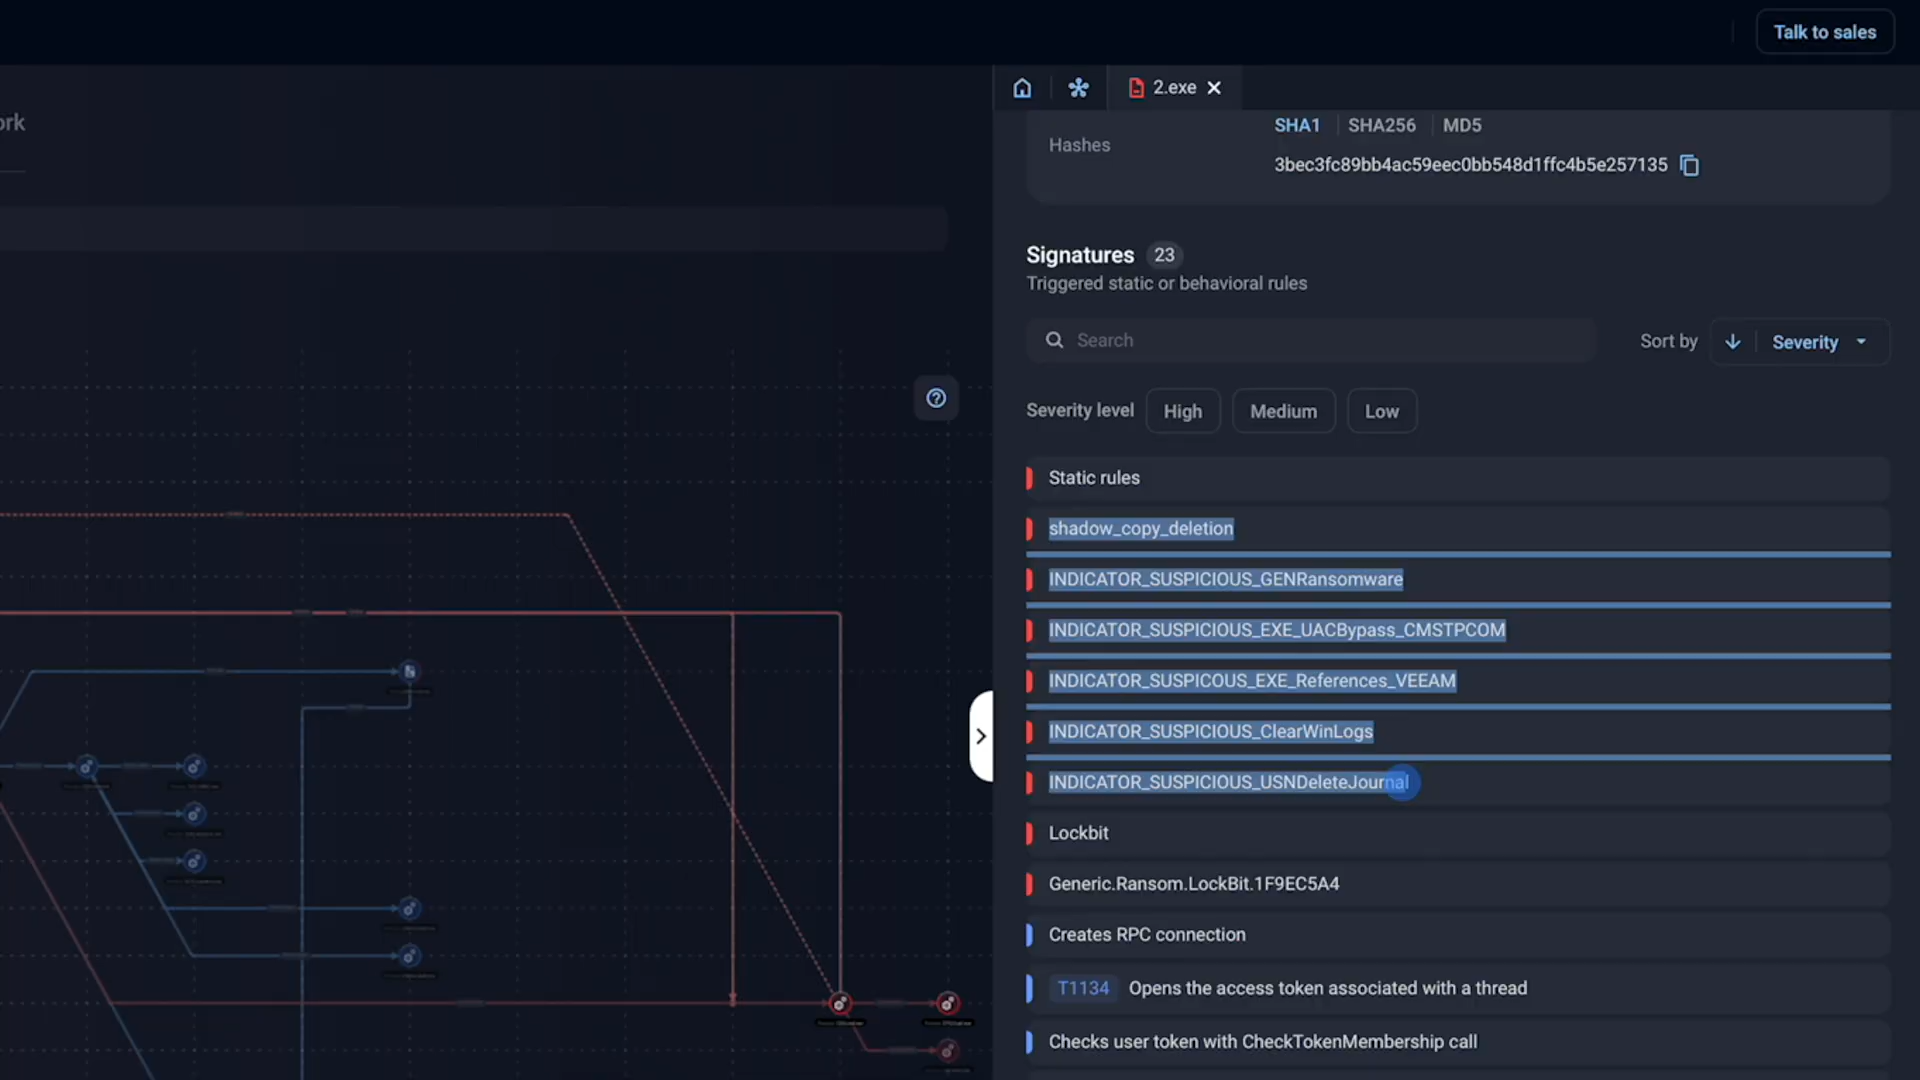 Talk to sales
2.exe
ork
SHA1 SHA256 MD5
Hashes
3bec3fc89bb4ac59eec0bb548d1ffc4b5e257135
Signatures 23
Triggered static or behavioral rules
Search
Sort by Severity
Severity level High Medium Low
Static rules
shadow_copy_deletion
INDICATOR_SUSPICIOUS_GENRansomware
INDICATOR_SUSPICIOUS_EXE_UACBypass_CMSTPCOM
INDICATOR_SUSPICOUS_EXE_References_VEEAM
INDICATOR_SUSPICIOUS_ClearWinLogs
INDICATOR_SUSPICIOUS_USNDeleteJournal
Lockbit
Generic.Ransom.LockBit.1F9EC5A4
Creates RPC connection
T1134 Opens the access token associated with a thread
Checks user token with CheckTokenMembership call